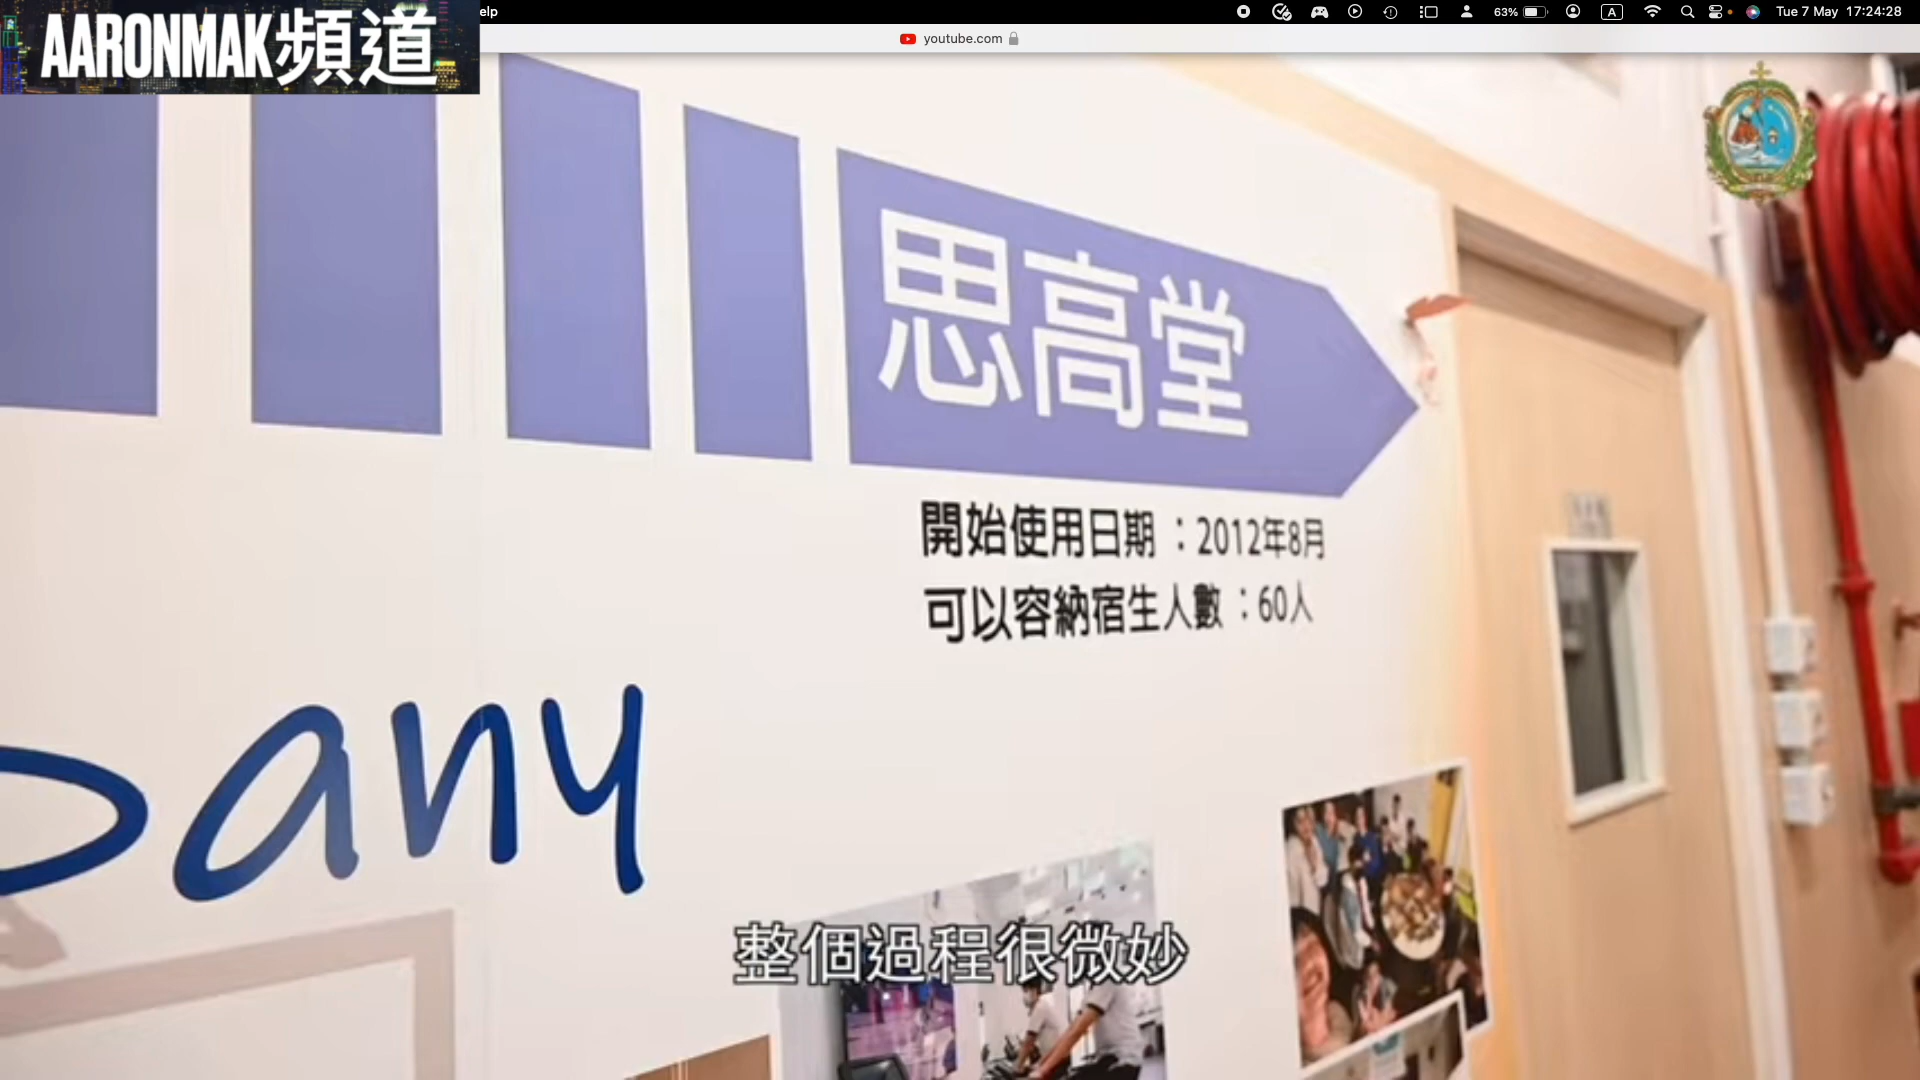 elp
63%
A
Tue 7 May 17:24:28
AARONMAK頻道
youtube.com
思高堂
開始使用日期：2012年8月
可以容納宿生人數：60人
any
整個過程很微妙